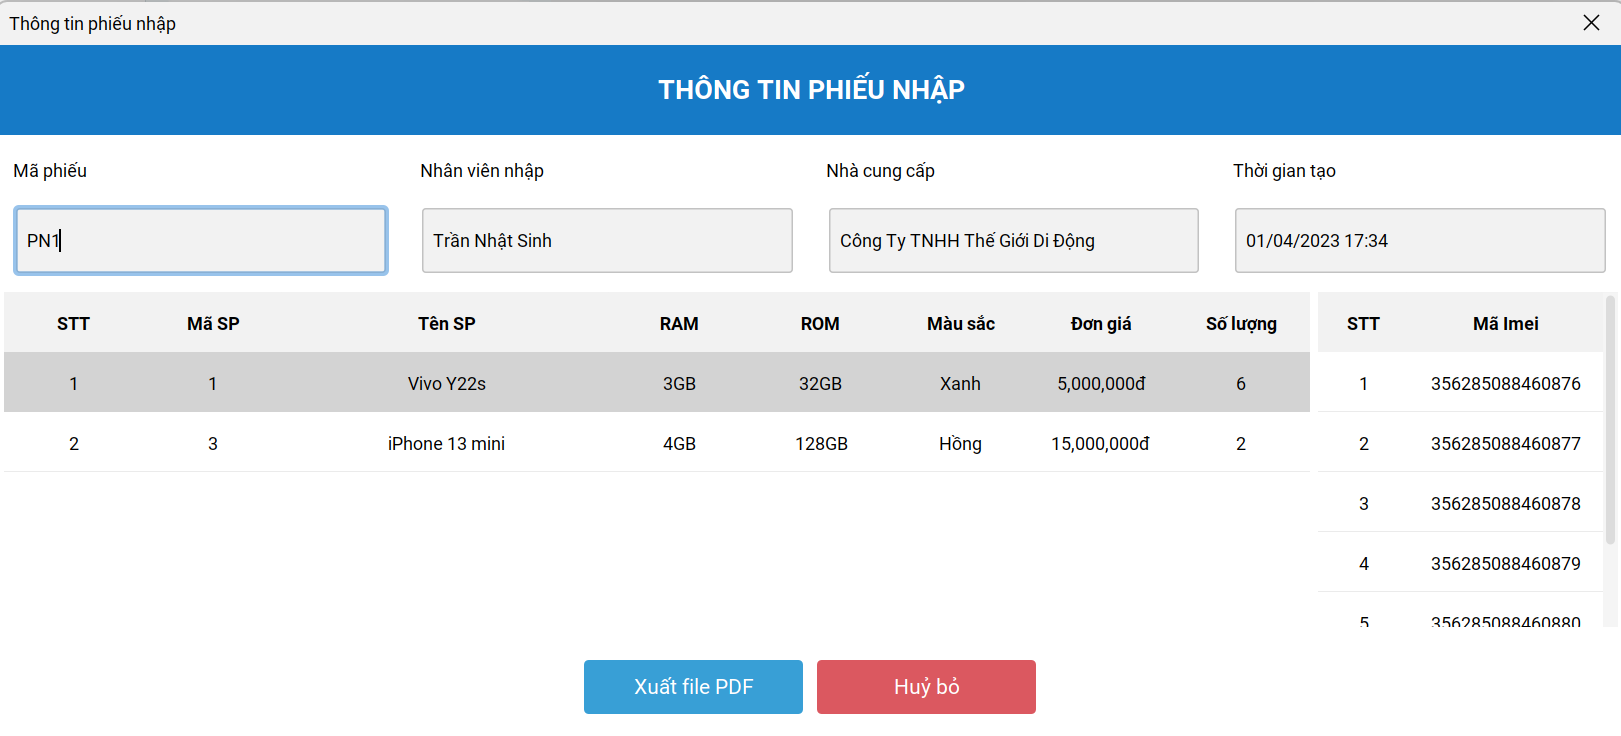 Thông tin phiếu nhập
THÔNG TIN PHIẾU NHẬP
Mã phiếu Nhân viên nhập Nhà cung cấp Thời gian tạo
PN1 Trần Nhật Sinh Công Ty TNHH Thế Giới Di Động 01/04/2023 17:34
STT Mã SP Tên SP RAM ROM Màu sắc Đơn giá Số lượng STT Mã Imei
1 1 Vivo Y22s 3GB 32GB Xanh 5,000,000đ 6 1 356285088460876
2 3 iPhone 13 mini 4GB 128GB Hồng 15,000,000đ 2 2 356285088460877
3 356285088460878
4 356285088460879
5 356285088460880
Xuất file PDF Huỷ bỏ